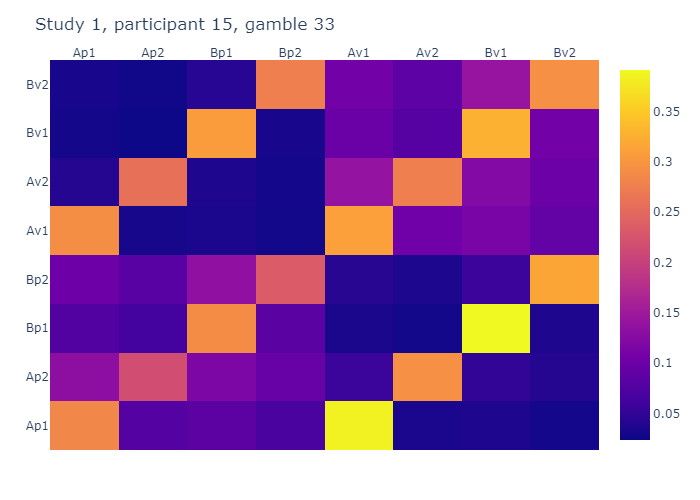 Study 1, participant 15, gamble 33
Ap1 Ap2 Bp1 Bp2 Av1 Av2 Bv1 Bv2
Bv2
Bv1
Av2
Av1
Bp2
Bp1
Ap2
Ap1
0.35
0.3
0.25
0.2
0.15
0.1
0.05